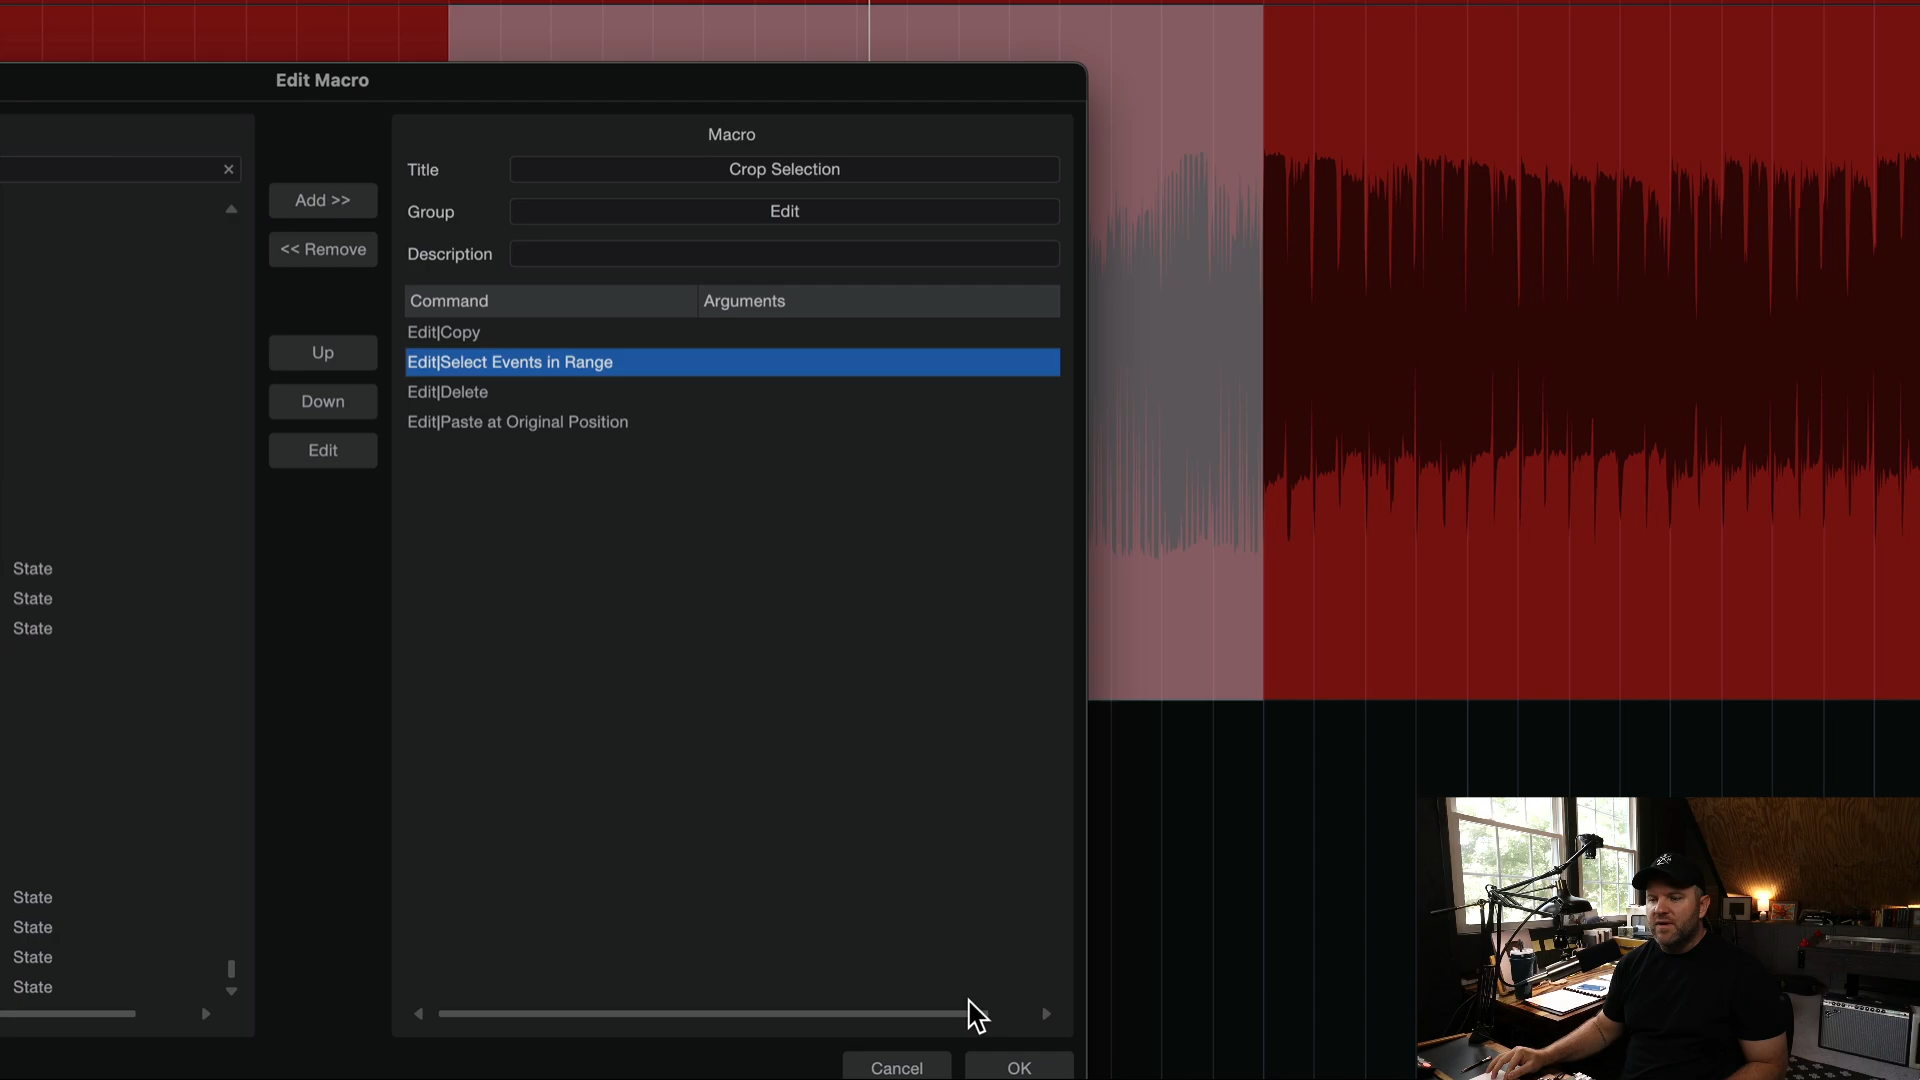 Edit Macro
Macro
Title
Crop Selection
Add >>
Group
Edit
<< Remove
Description
Command
Arguments
Edit|Copy
Up
Edit|Select Events in Range
Edit|Delete
Down
Edit|Paste at Original Position
Edit
State
State
State
State
State
State
State
Cancel
OK